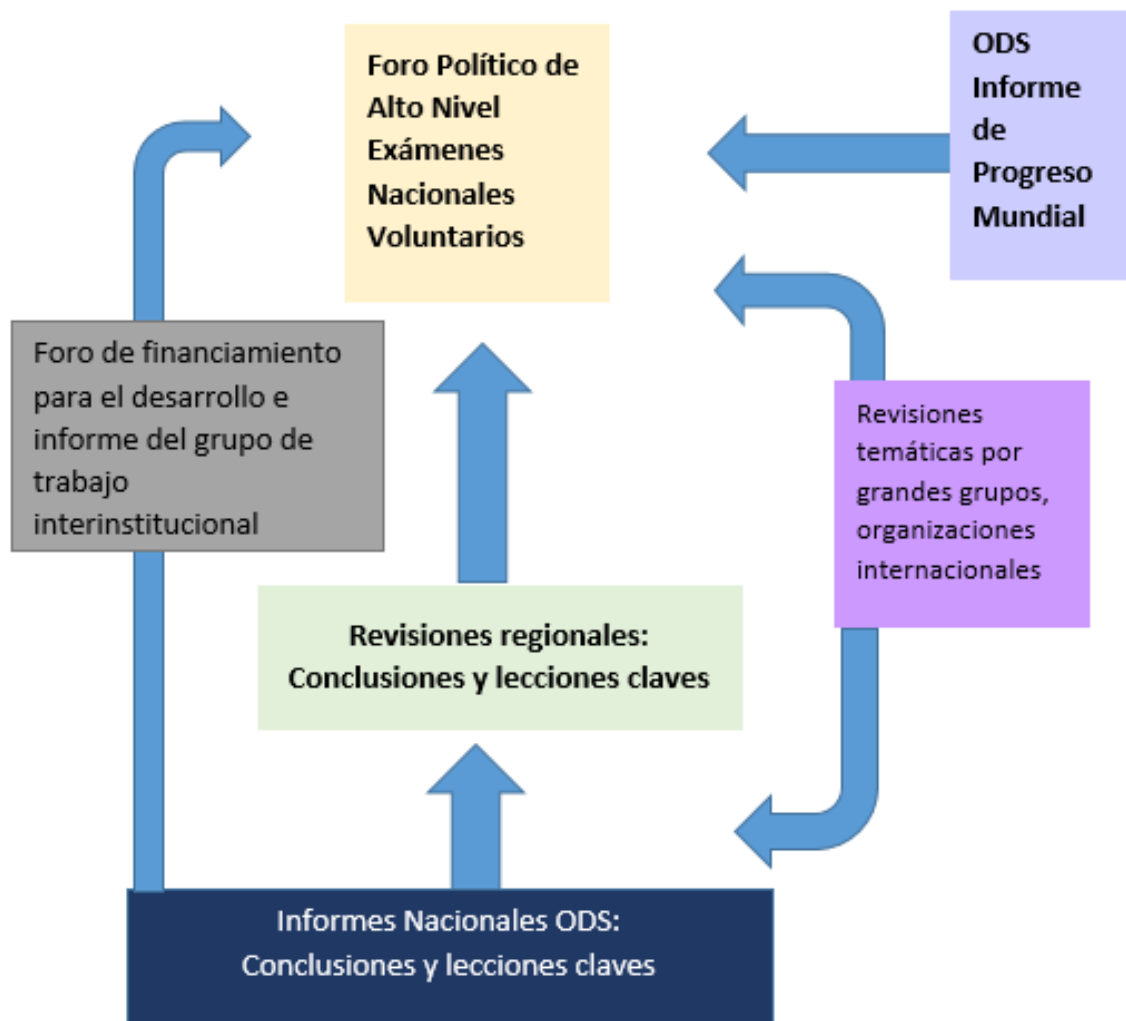 Foro Político de
Alto Nivel
Exámenes
Nacionales
Voluntarios
ODS
Informe
de
Progreso
Mundial
Foro de financiamiento
para el desarrollo e
informe del grupo de
trabajo
interinstitucional
Revisiones
temáticas por
grandes grupos,
organizaciones
internacionales
Revisiones regionales:
Conclusiones y lecciones claves
Informes Nacionales ODS:
Conclusiones y lecciones claves